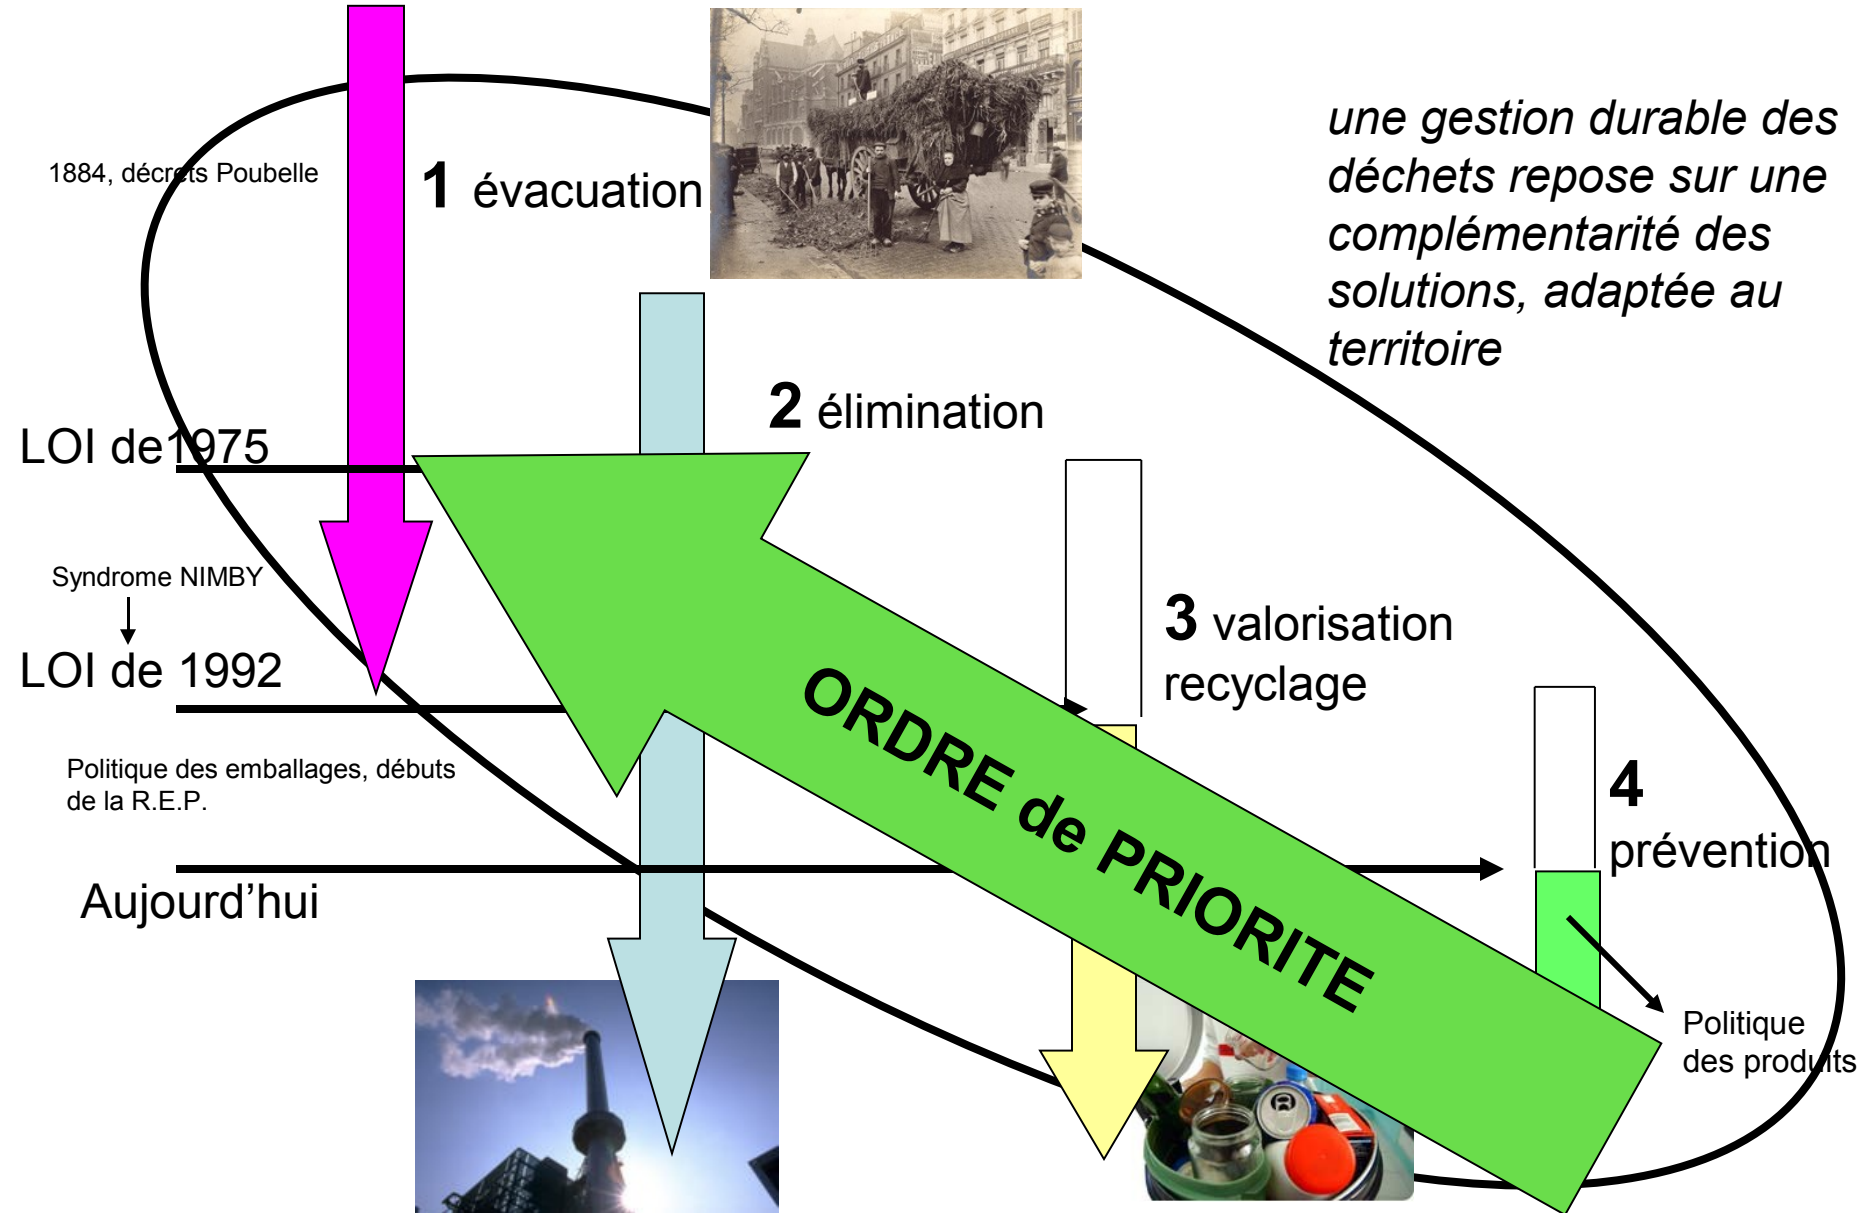 une gestion durable des
déchets repose sur une
complémentarité des
solutions, adaptée au
territoire
1884, décrets Poubelle
1 évacuation
2 élimination
LOI de1975
Syndrome NIMBY
LOI de 1992
3 valorisation
recyclage
ORDRE de PRIORITE
Politique des emballages, débuts
de la R.E.P.
4
prévention
Aujourd’hui
Politique
des produits